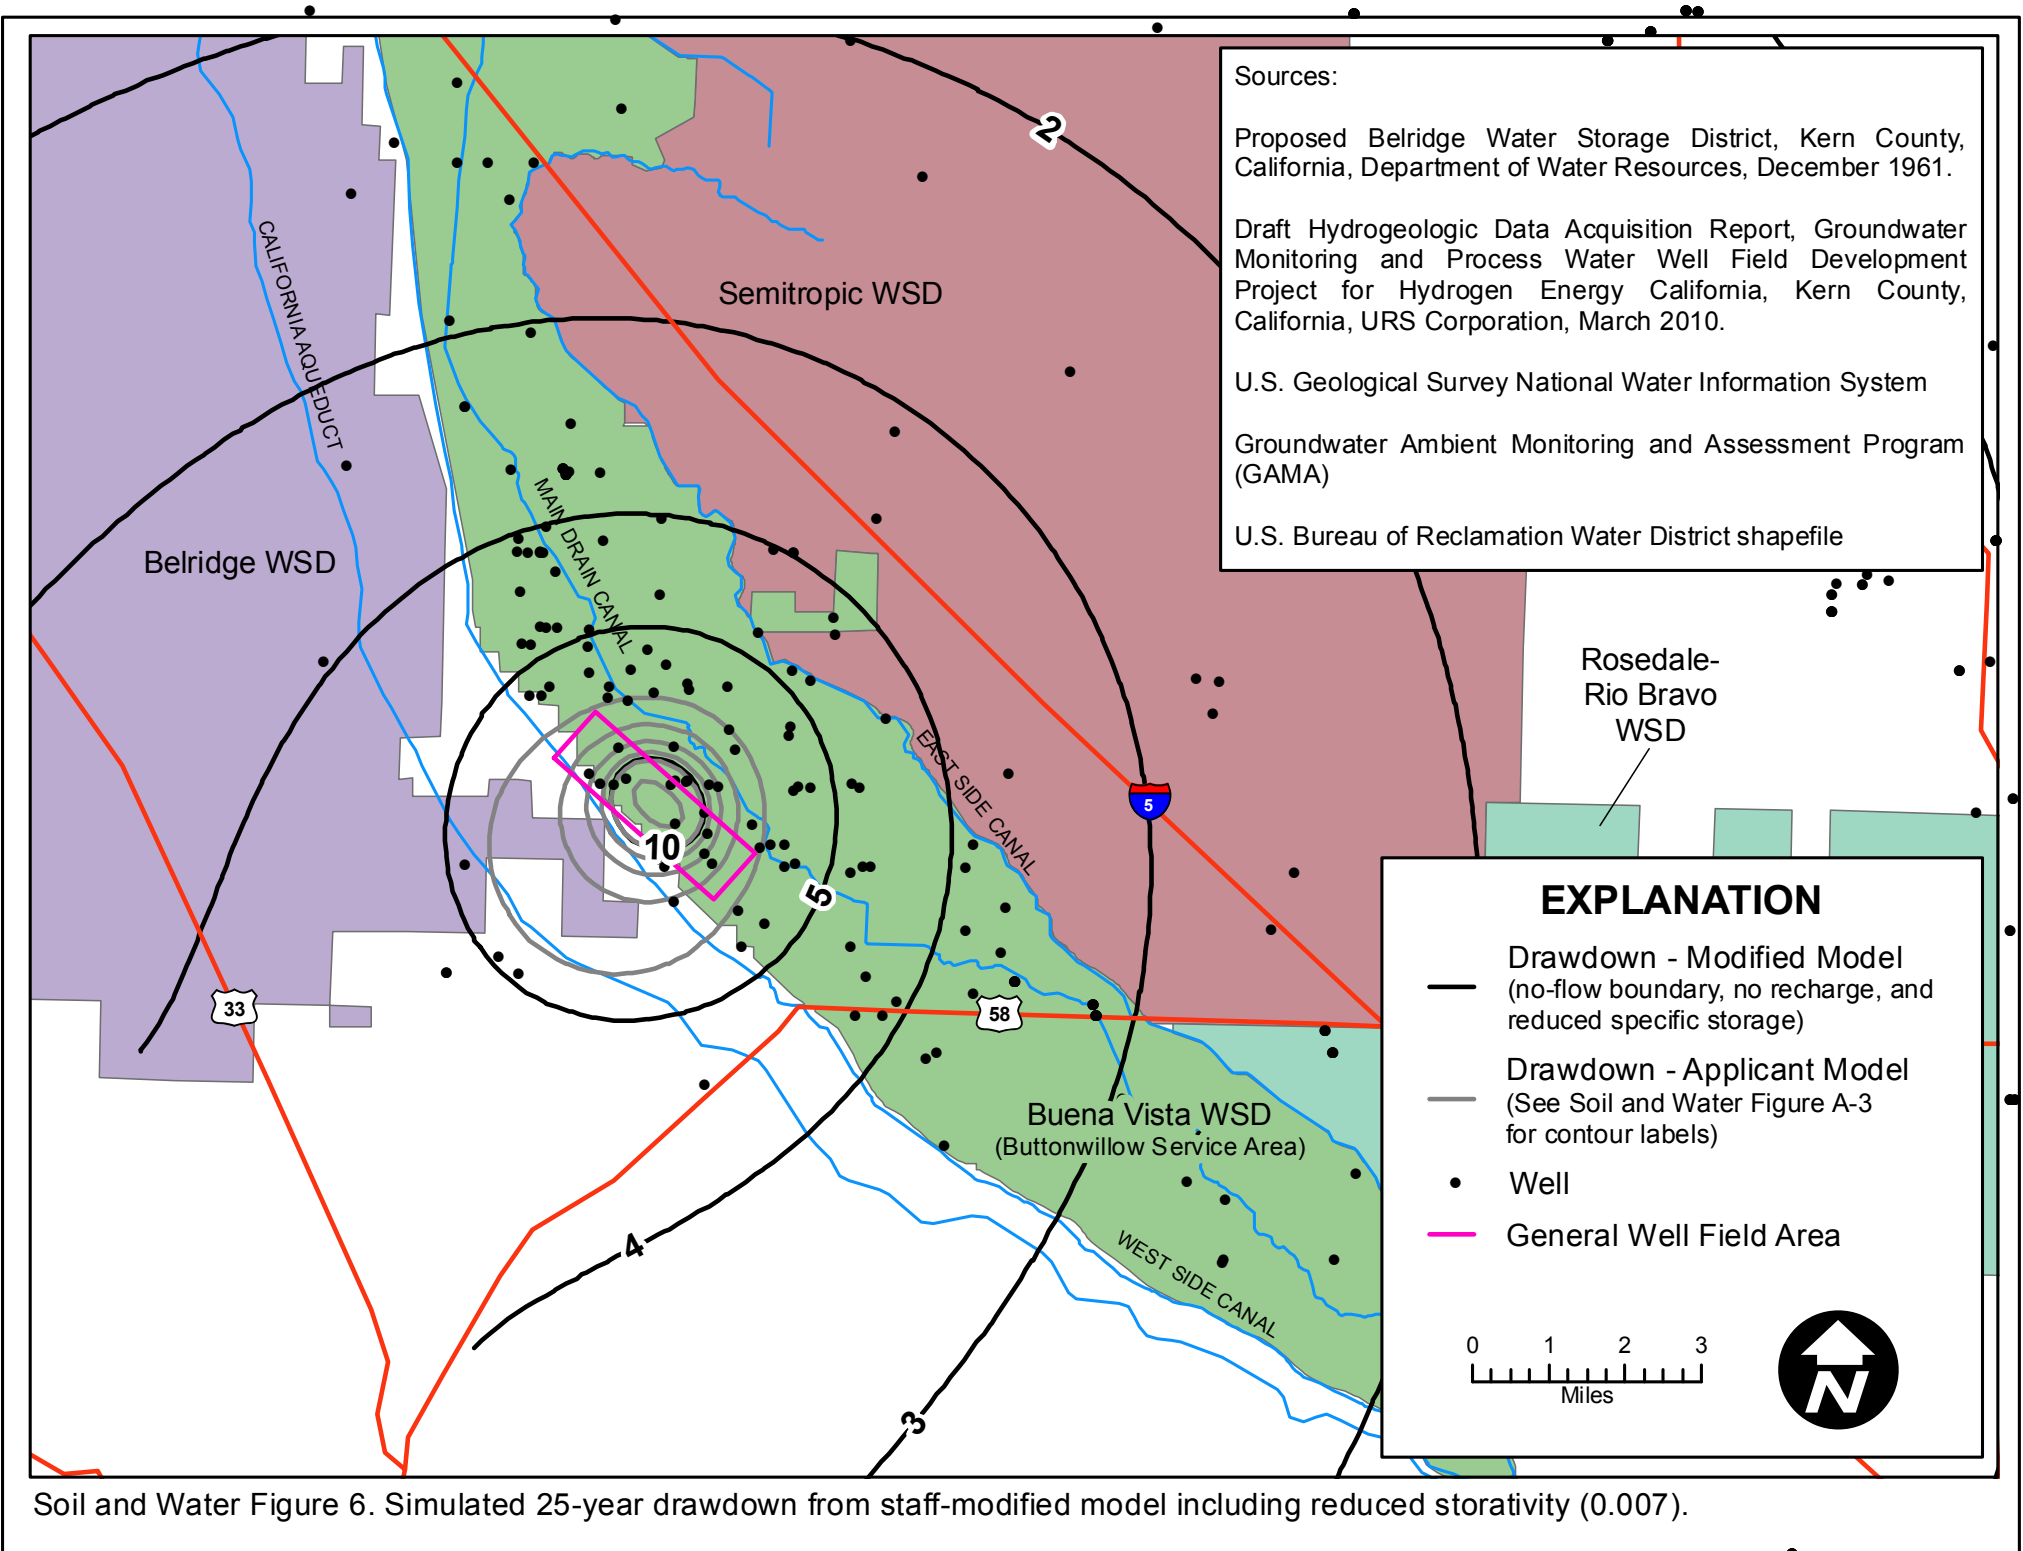 2
Sources:
Proposed Belridge Water Storage District, Kern County,
California, Department of Water Resources, December 1961.
Draft Hydrogeologic Data Acquisition Report, Groundwater
Monitoring and Process Water Well Field Development
Project for Hydrogen Energy California, Kern County,
California, URS Corporation, March 2010.
U.S. Geological Survey National Water Information System
Groundwater Ambient Monitoring and Assessment Program
(GAMA)
U.S. Bureau of Reclamation Water District shapefile
CALIFORNIA AQUEDUCT
Semitropic WSD
MAIN DRAIN CANAL
Belridge WSD
Rosedale-
Rio Bravo
WSD
EAST SIDE CANAL
5
10
5
33
58
Buena Vista WSD
(Buttonwillow Service Area)
4
WEST SIDE CANAL
3
EXPLANATION
Drawdown - Modified Model
(no-flow boundary, no recharge, and
reduced specific storage)
Drawdown - Applicant Model
(See Soil and Water Figure A-3
for contour labels)
Well
General Well Field Area
0 1 2 3
Miles
N
Soil and Water Figure 6. Simulated 25-year drawdown from staff-modified model including reduced storativity (0.007).